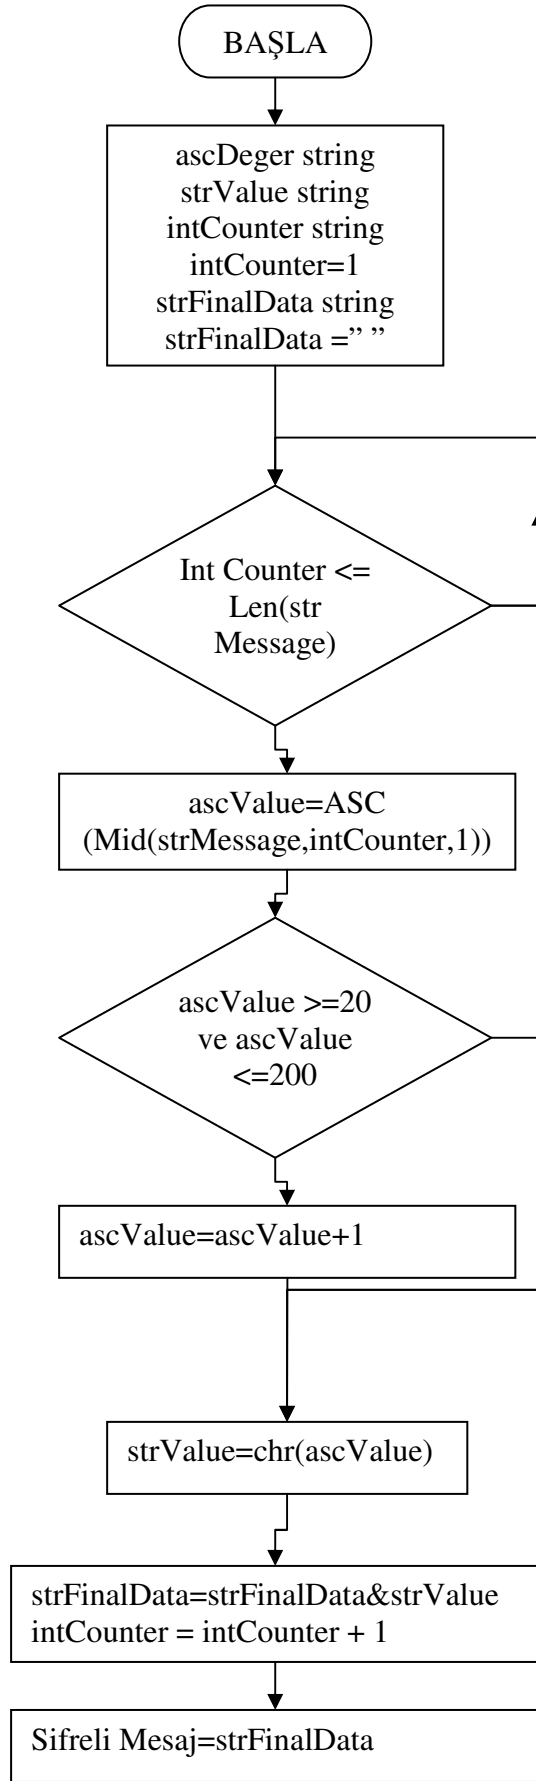 BAŞLA
ascDeger string
strValue string
intCounter string
intCounter=1
strFinalData string
strFinalData =” ”
Int Counter <=
Len(str
Message)
ascValue=ASC
(Mid(strMessage,intCounter,1))
ascValue >=20
ve ascValue
<=200
ascValue=ascValue+1
strValue=chr(ascValue)
strFinalData=strFinalData&strValue
intCounter = intCounter + 1
Sifreli Mesaj=strFinalData